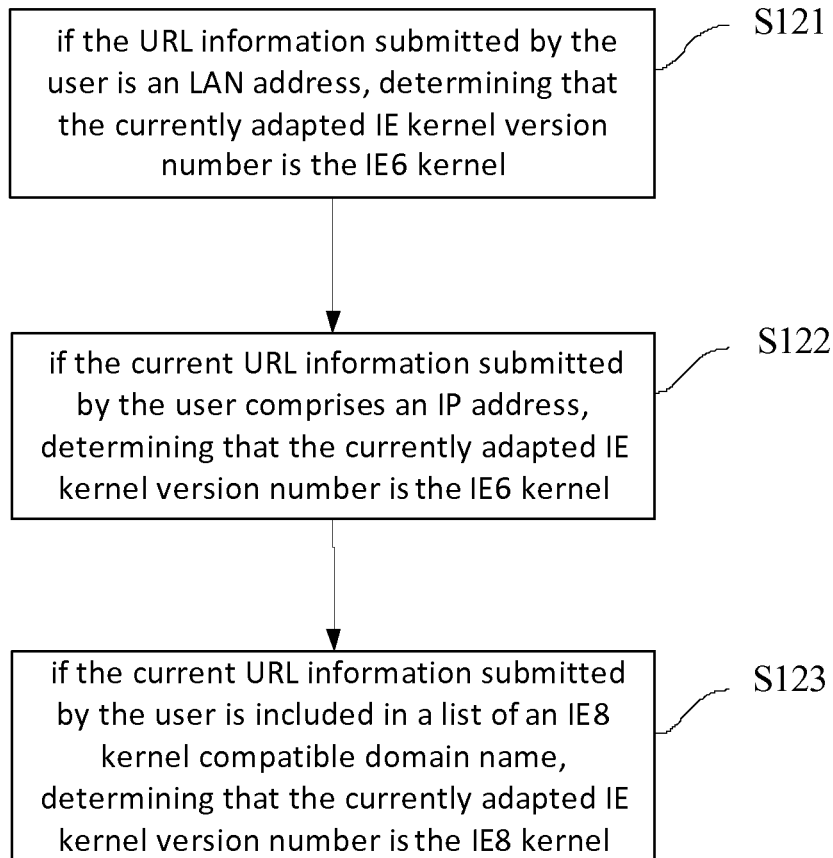 if the URL information submitted by the
user is an LAN address, determining that
the currently adapted IE kernel version
number is the IE6 kernel
S121
if the current URL information submitted
by the user comprises an IP address,
determining that the currently adapted IE
kernel version number is the IE6 kernel
S122
if the current URL information submitted
by the user is included in a list of an IE8
kernel compatible domain name,
determining that the currently adapted IE
kernel version number is the IE8 kernel
S123